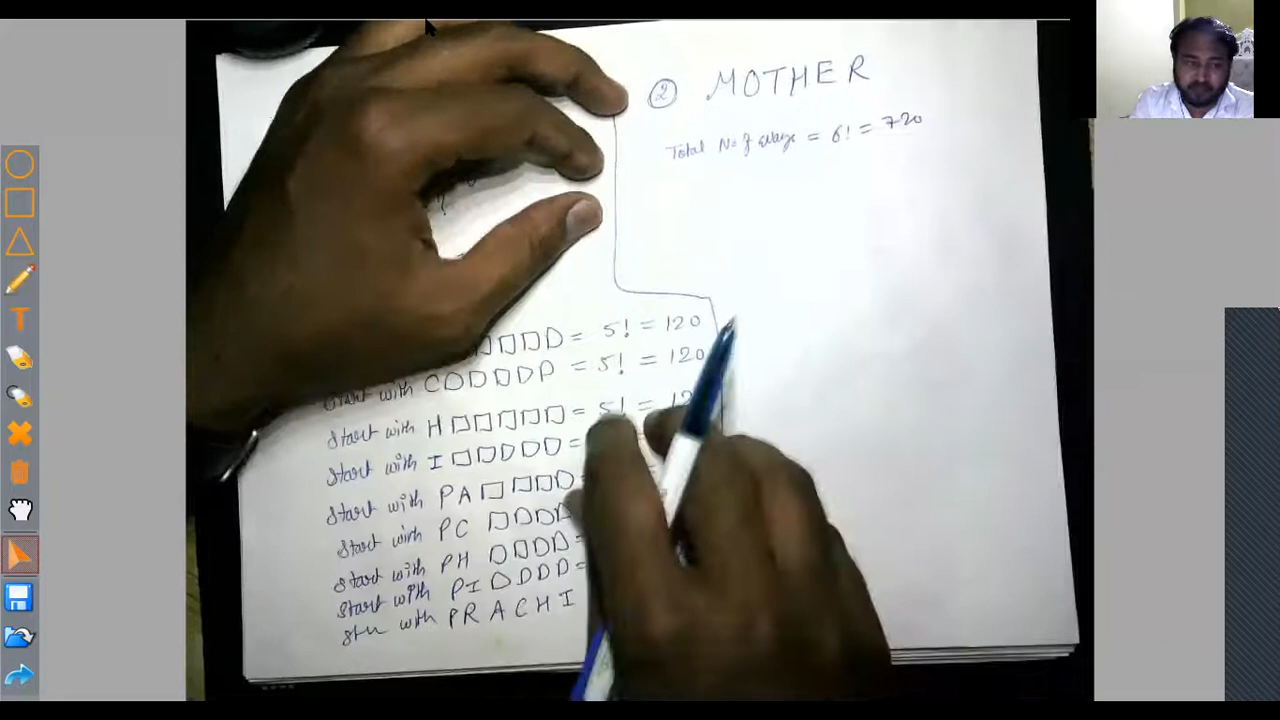 ② MOTHER
Total No of ways = 6! = 720
□□□□ = 5! = 120
Start with C□□□□□ = 5! = 120
Start with H□□□□□ = 5! = 12
Start with I□□□□□ =
Start with PA□□□□
Start with PC□□□□
Start with PH□□□□ =
Start with PI□□□□ =
with PRACHI
T